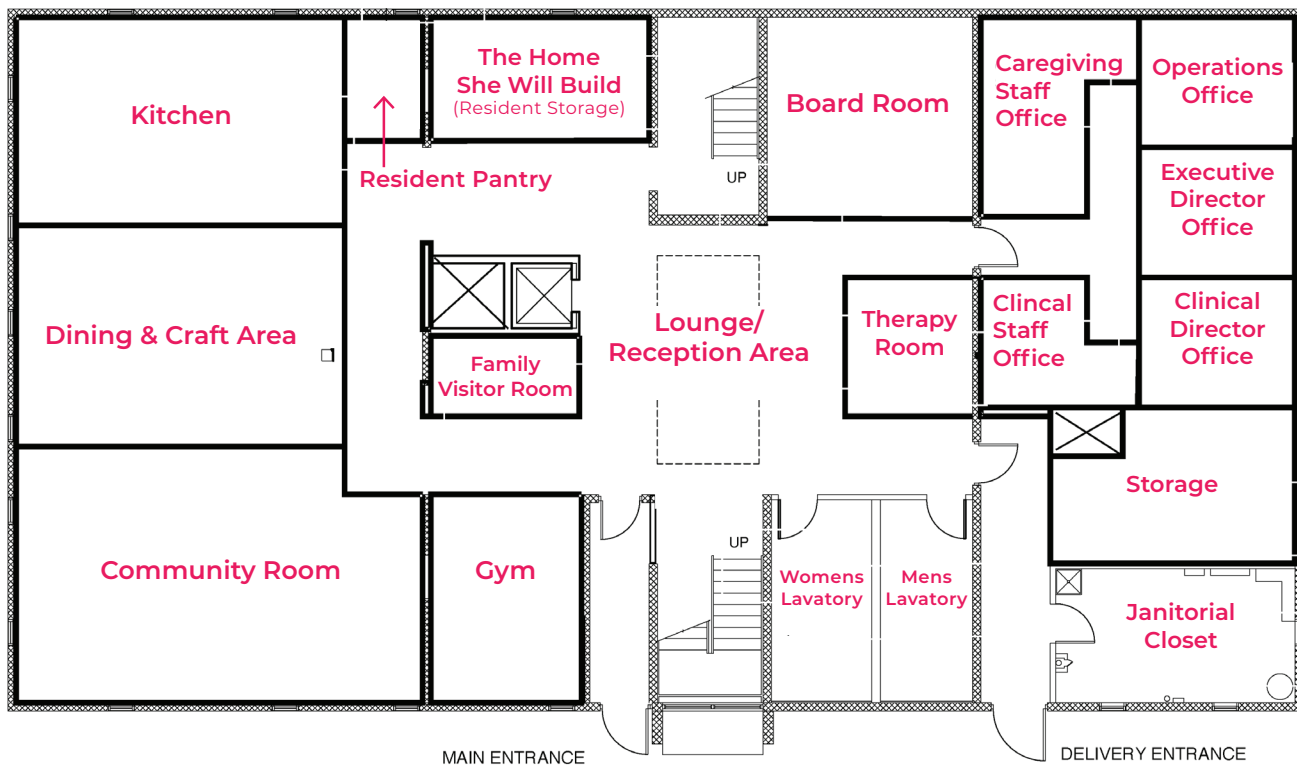 The Home
She Will Build
(Resident Storage)
Kitchen
Resident Pantry
UP
Board Room
Caregiving
Staff
Office
Operations
Office
Executive
Director
Office
Dining & Craft Area
Family
Visitor Room
Lounge/
Reception Area
Therapy
Room
Clincal
Staff
Office
Clinical
Director
Office
Storage
Community Room
Gym
UP
Womens
Lavatory
Mens
Lavatory
Janitorial
Closet
MAIN ENTRANCE
DELIVERY ENTRANCE